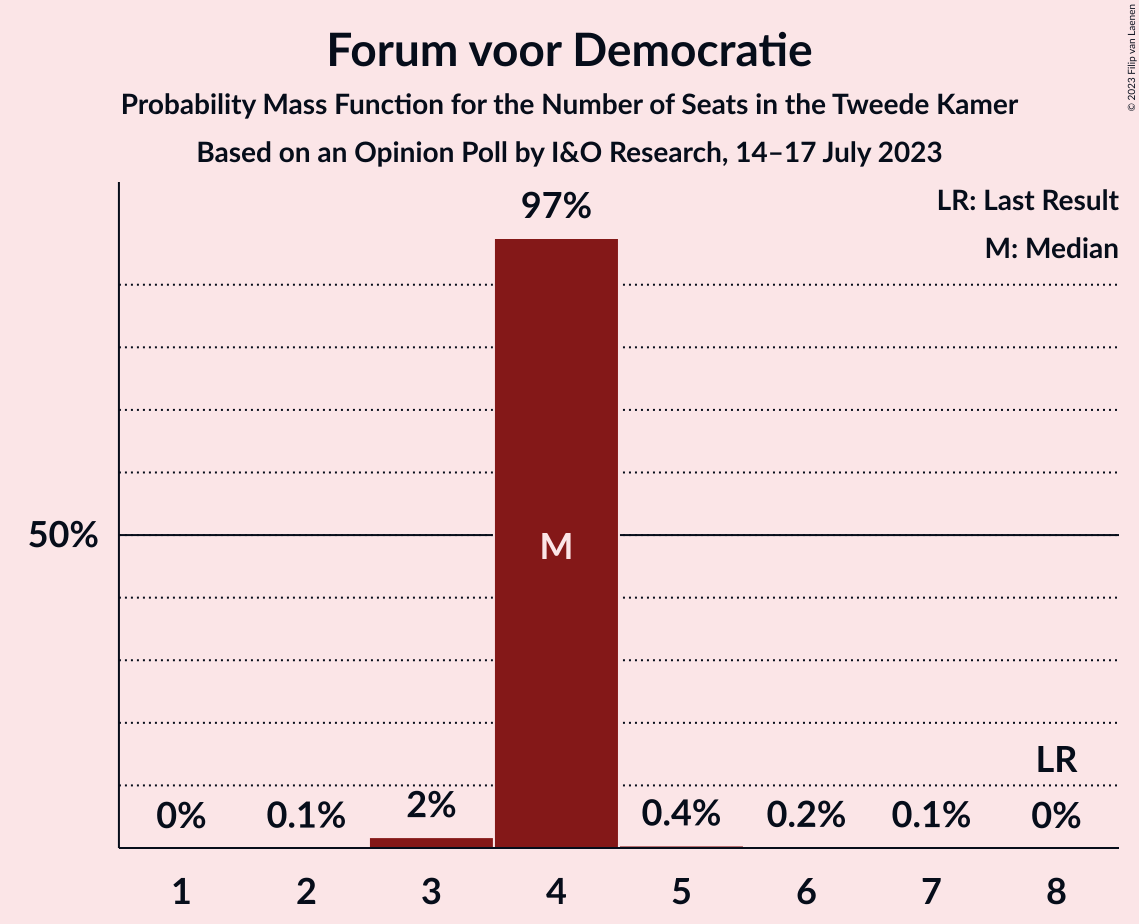 Forum voor Democratie
Probability Mass Function for the Number of Seats in the Tweede Kamer
Based on an Opinion Poll by I&O Research, 14–17 July 2023
© 2023 Filip van Laenen
LR: Last Result
M: Median
97%
50%
M
LR
0% 0.1% 2% 0.4% 0.2% 0.1% 0%
1 2 3 4 5 6 7 8